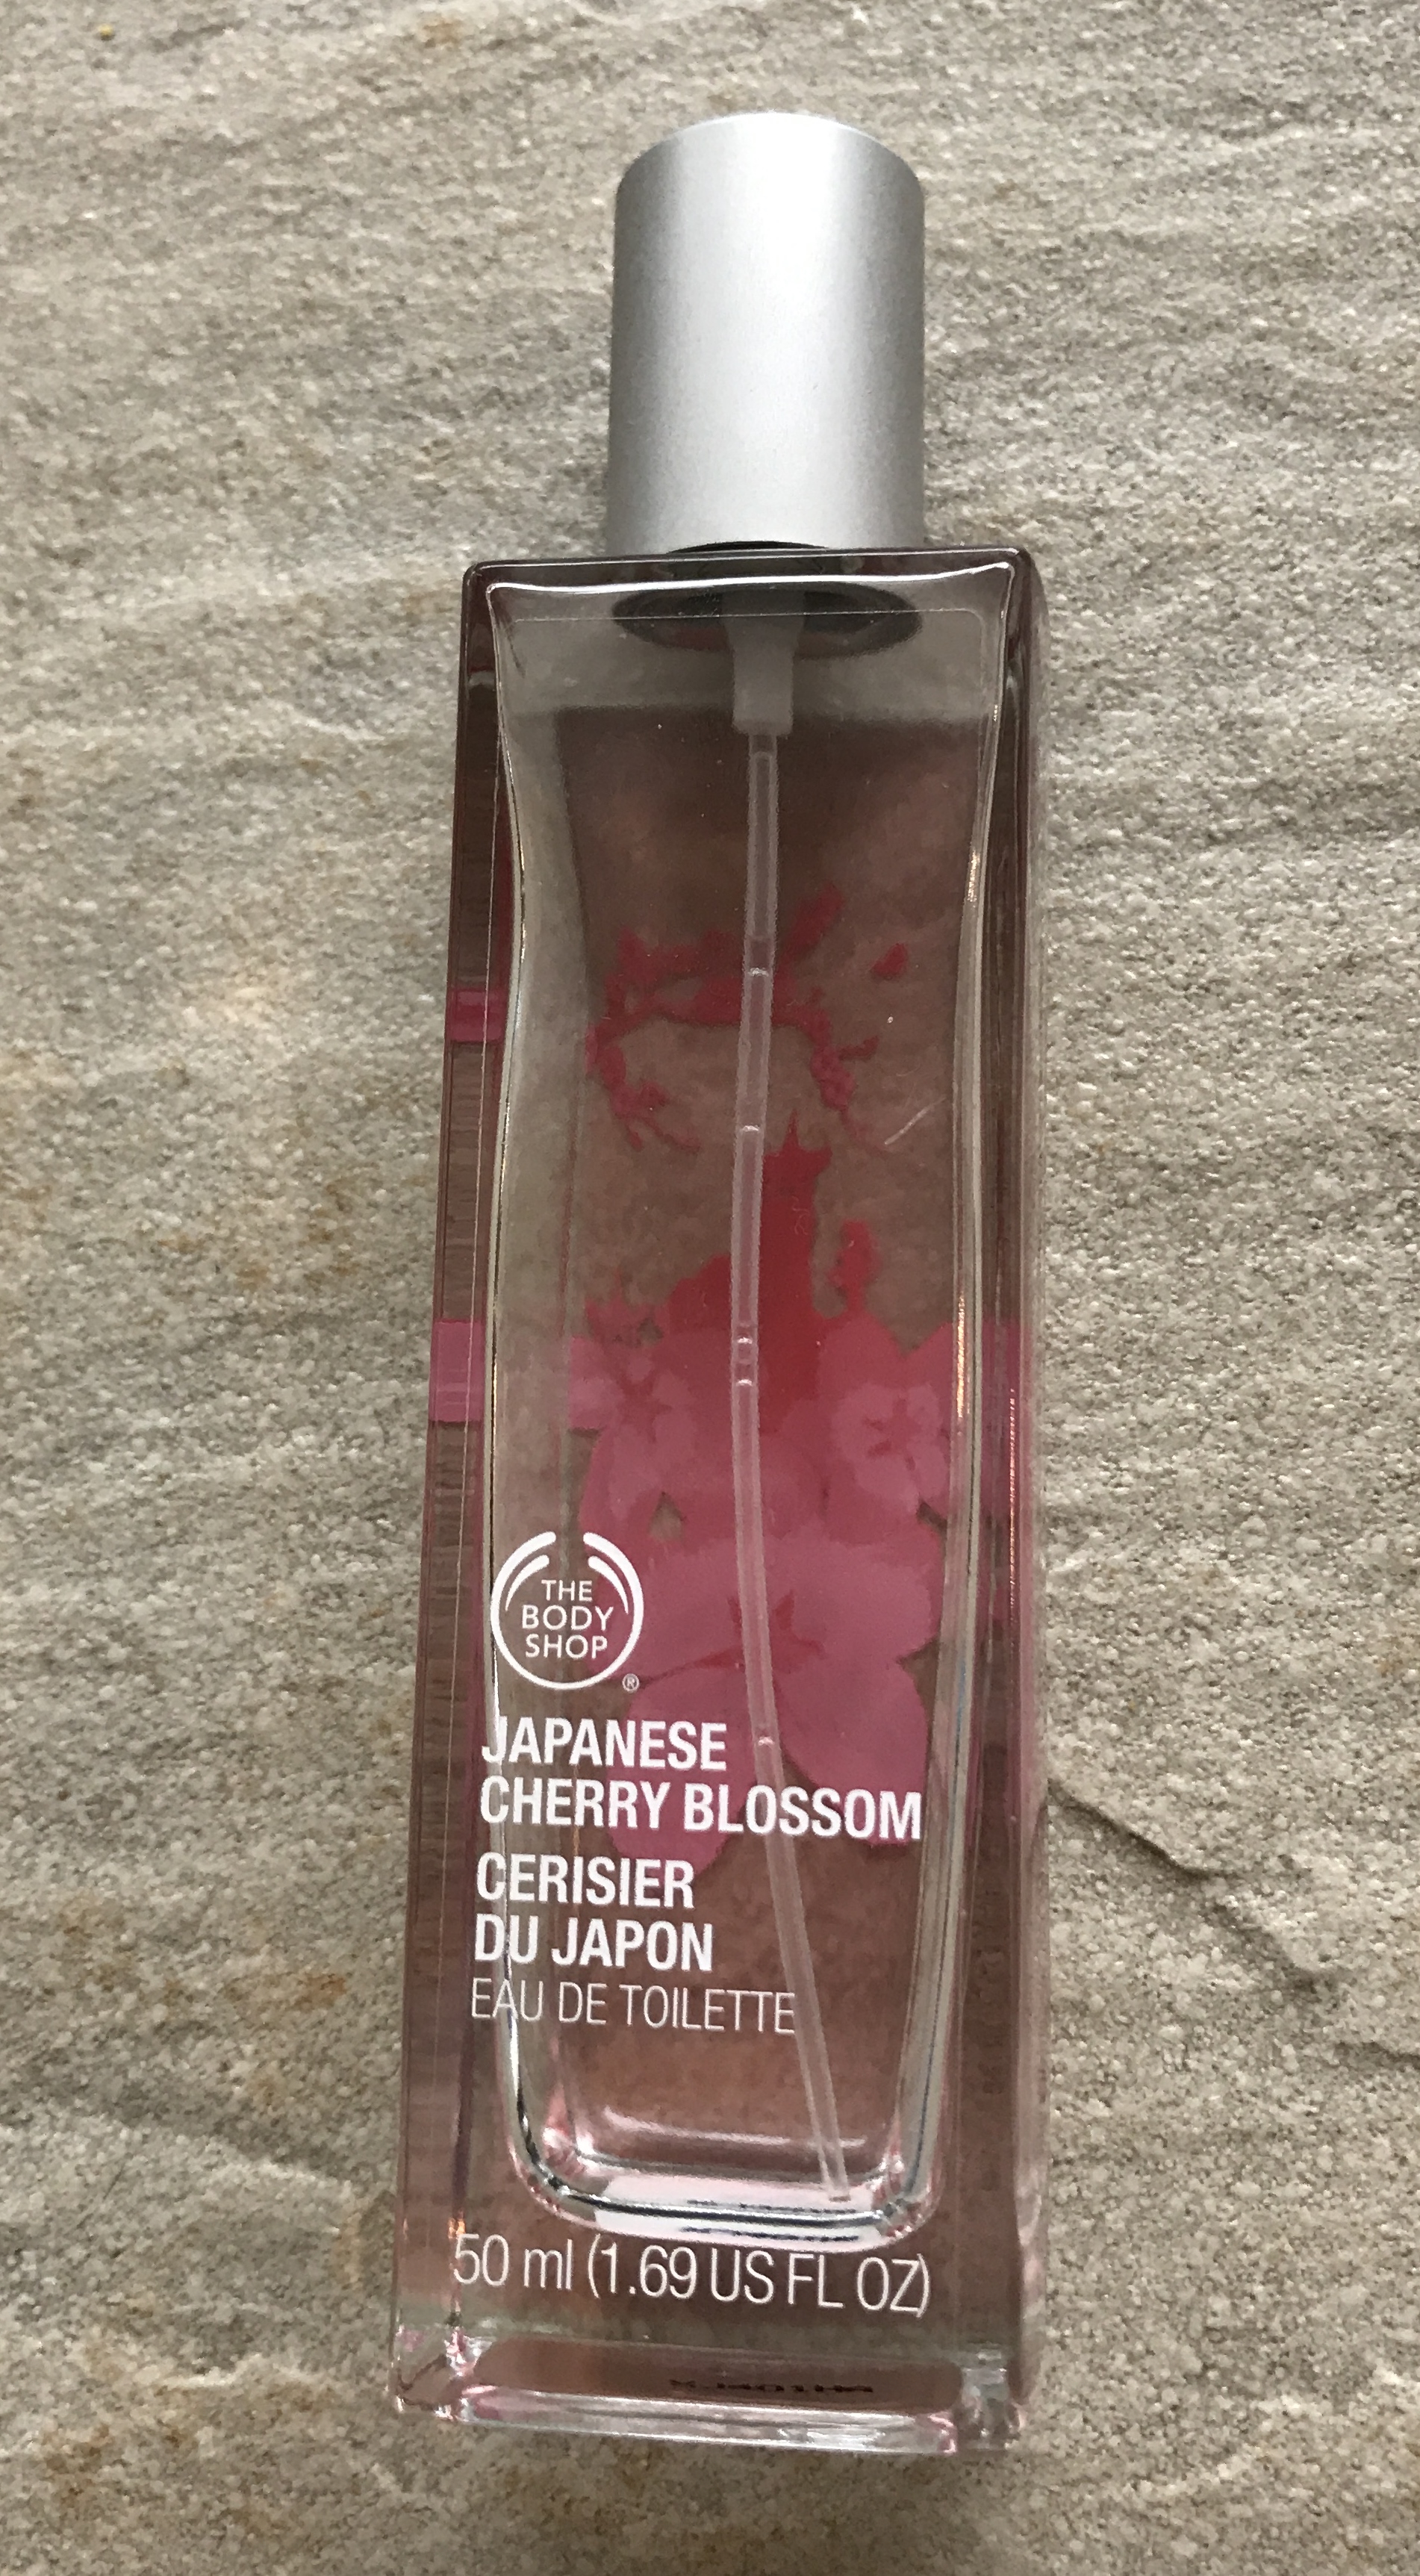 THE
BODY
SHOP
®
JAPANESE
CHERRY BLOSSOM
CERISIER
DU JAPON
EAU DE TOILETTE
50 ml (1.69 US FL OZ)